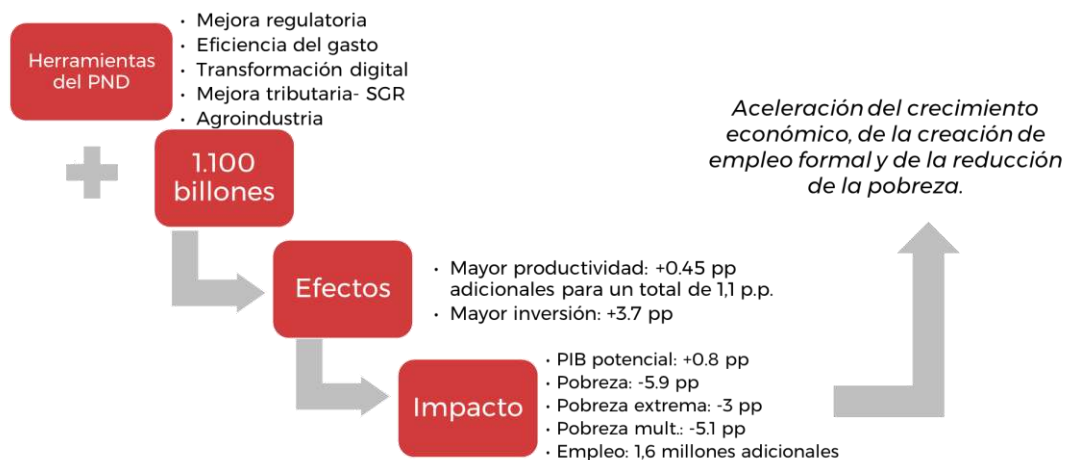 Herramientas
del PND
• Mejora regulatoria
• Eficiencia del gasto
• Transformación digital
• Mejora tributaria- SGR
• Agroindustria
1.100
billones
Efectos
• Mayor productividad: +0.45 pp
adicionales para un total de 1,1 p.p.
• Mayor inversión: +3.7 pp
Impacto
• PIB potencial: +0.8 pp
• Pobreza: -5.9 pp
• Pobreza extrema: -3 pp
• Pobreza mult.: -5.1 pp
• Empleo: 1,6 millones adicionales
Aceleración del crecimiento
económico, de la creación de
empleo formal y de la reducción
de la pobreza.